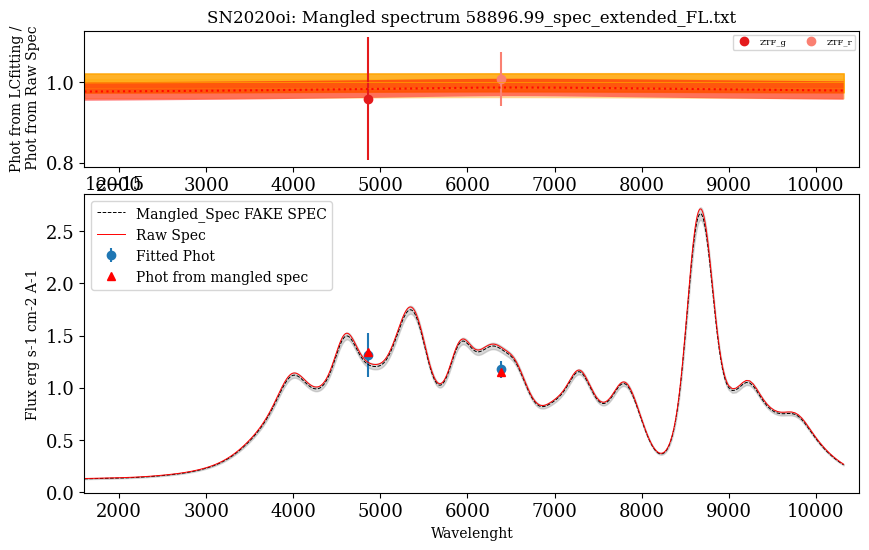 SN2020oi: Mangled spectrum 58896.99_spec_extended_FL.txt
Phot from LCfitting /
Phot from Raw Spec
1.0
0.8
ZTF_g
ZTF_r
2000 3000 4000 5000 6000 7000 8000 9000 10000
1e−15
Flux erg s-1 cm-2 A-1
2.5
2.0
1.5
1.0
0.5
0.0
Mangled_Spec FAKE SPEC
Raw Spec
Fitted Phot
Phot from mangled spec
2000 3000 4000 5000 6000 7000 8000 9000 10000
Wavelenght